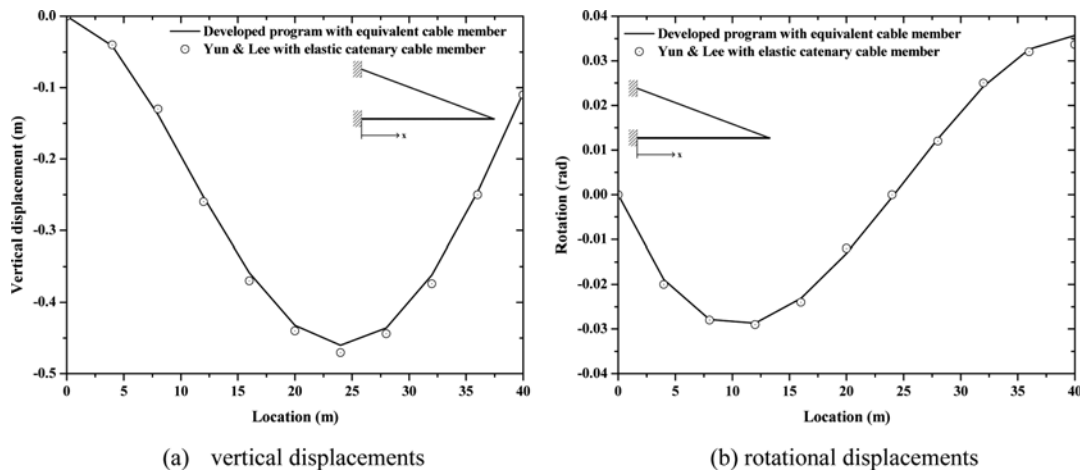 Developed program with equivalent cable member
Yun & Lee with elastic catenary cable member
x
Vertical displacement (m)
0.0
-0.1
-0.2
-0.3
-0.4
-0.5
0 5 10 15 20 25 30 35 40
Location (m)
(a) vertical displacements
Developed program with equivalent cable member
Yun & Lee with elastic catenary cable member
x
Rotation (rad)
0.04
0.03
0.02
0.01
0.00
-0.01
-0.02
-0.03
-0.04
0 5 10 15 20 25 30 35 40
Location (m)
(b) rotational displacements